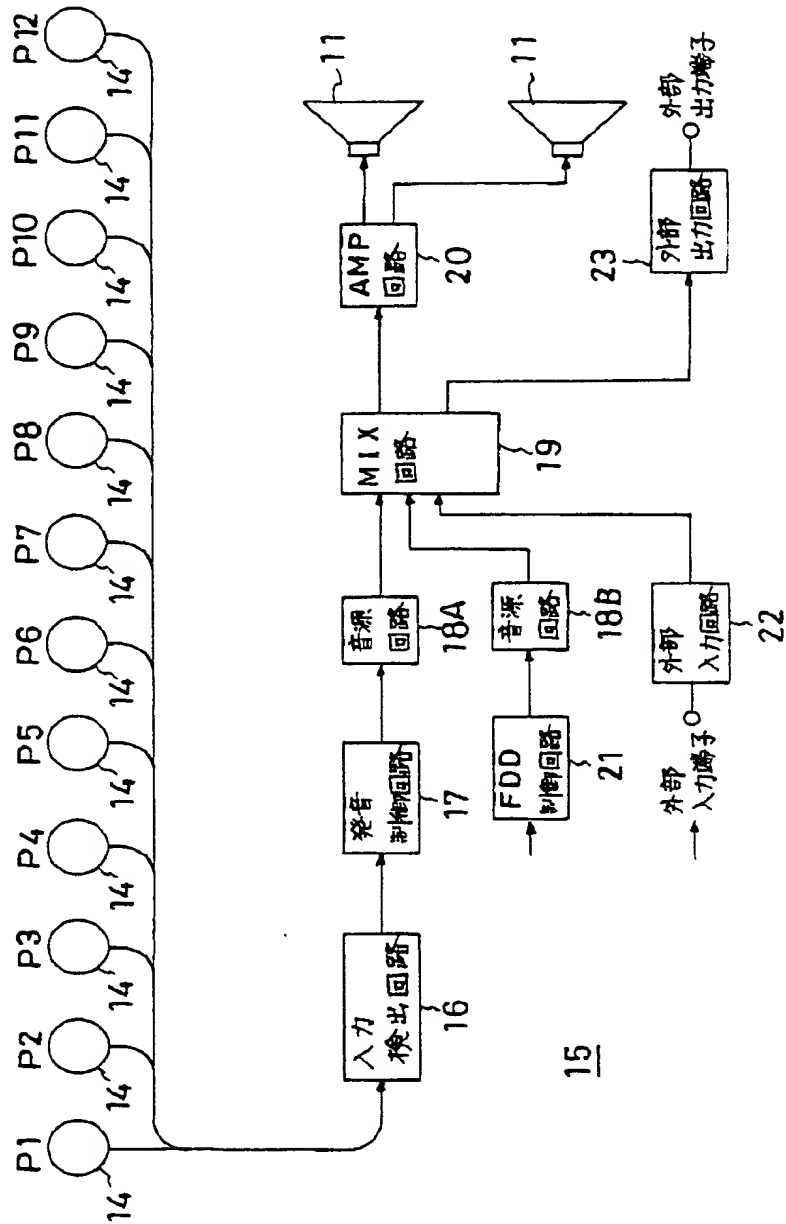 P1
P2
P3
P4
P5
P6
P7
P8
P9
P10
P11
P12
14
14
14
14
14
14
14
14
14
14
14
14
入力
検出回路
16
発音
制御回路
17
音源
回路
18A
MIX
回路
19
AMP
回路
20
11
11
FDD
制御回路
21
音源
回路
18B
外部
入力端子
外部
入力回路
22
外部
出力回路
23
外部
出力端子
15